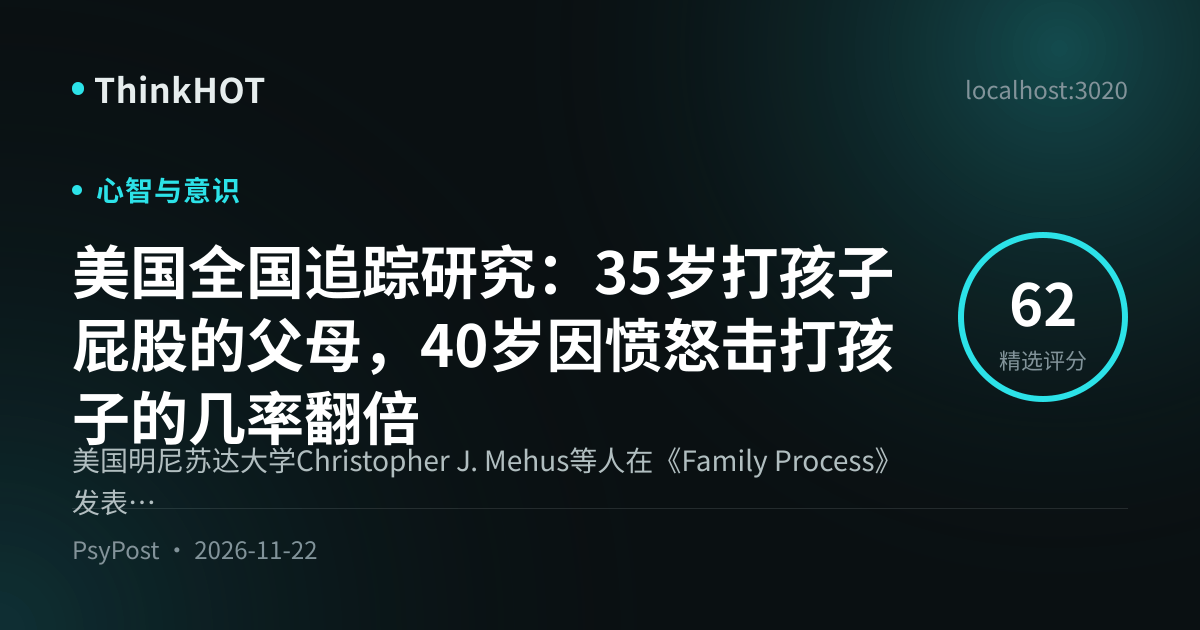 ThinkHOT
localhost:3020
心智与意识
美国全国追踪研究：35岁打孩子
屁股的父母，40岁因愤怒击打孩
子的几率翻倍
62
精选评分
美国明尼苏达大学Christopher J. Mehus等人在《Family Process》
发表…
PsyPost · 2026-11-22